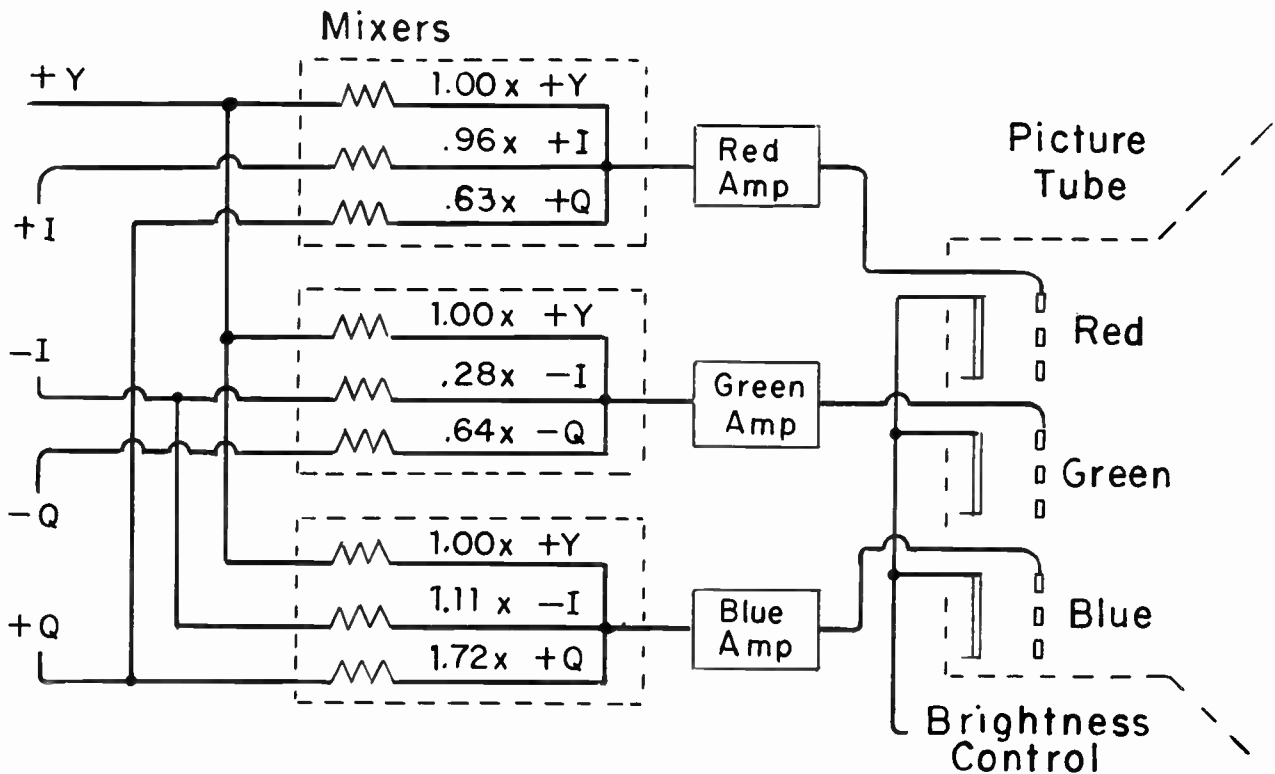 Mixers
+Y
1.00x +Y
.96x +I
.63x +Q
+I
Red
Amp
Picture
Tube
1.00x +Y
.28x -I
.64x -Q
-I
-Q
Green
Amp
Red
Green
1.00x +Y
1.11x -I
1.72x +Q
+Q
Blue
Amp
Blue
Brightness
Control